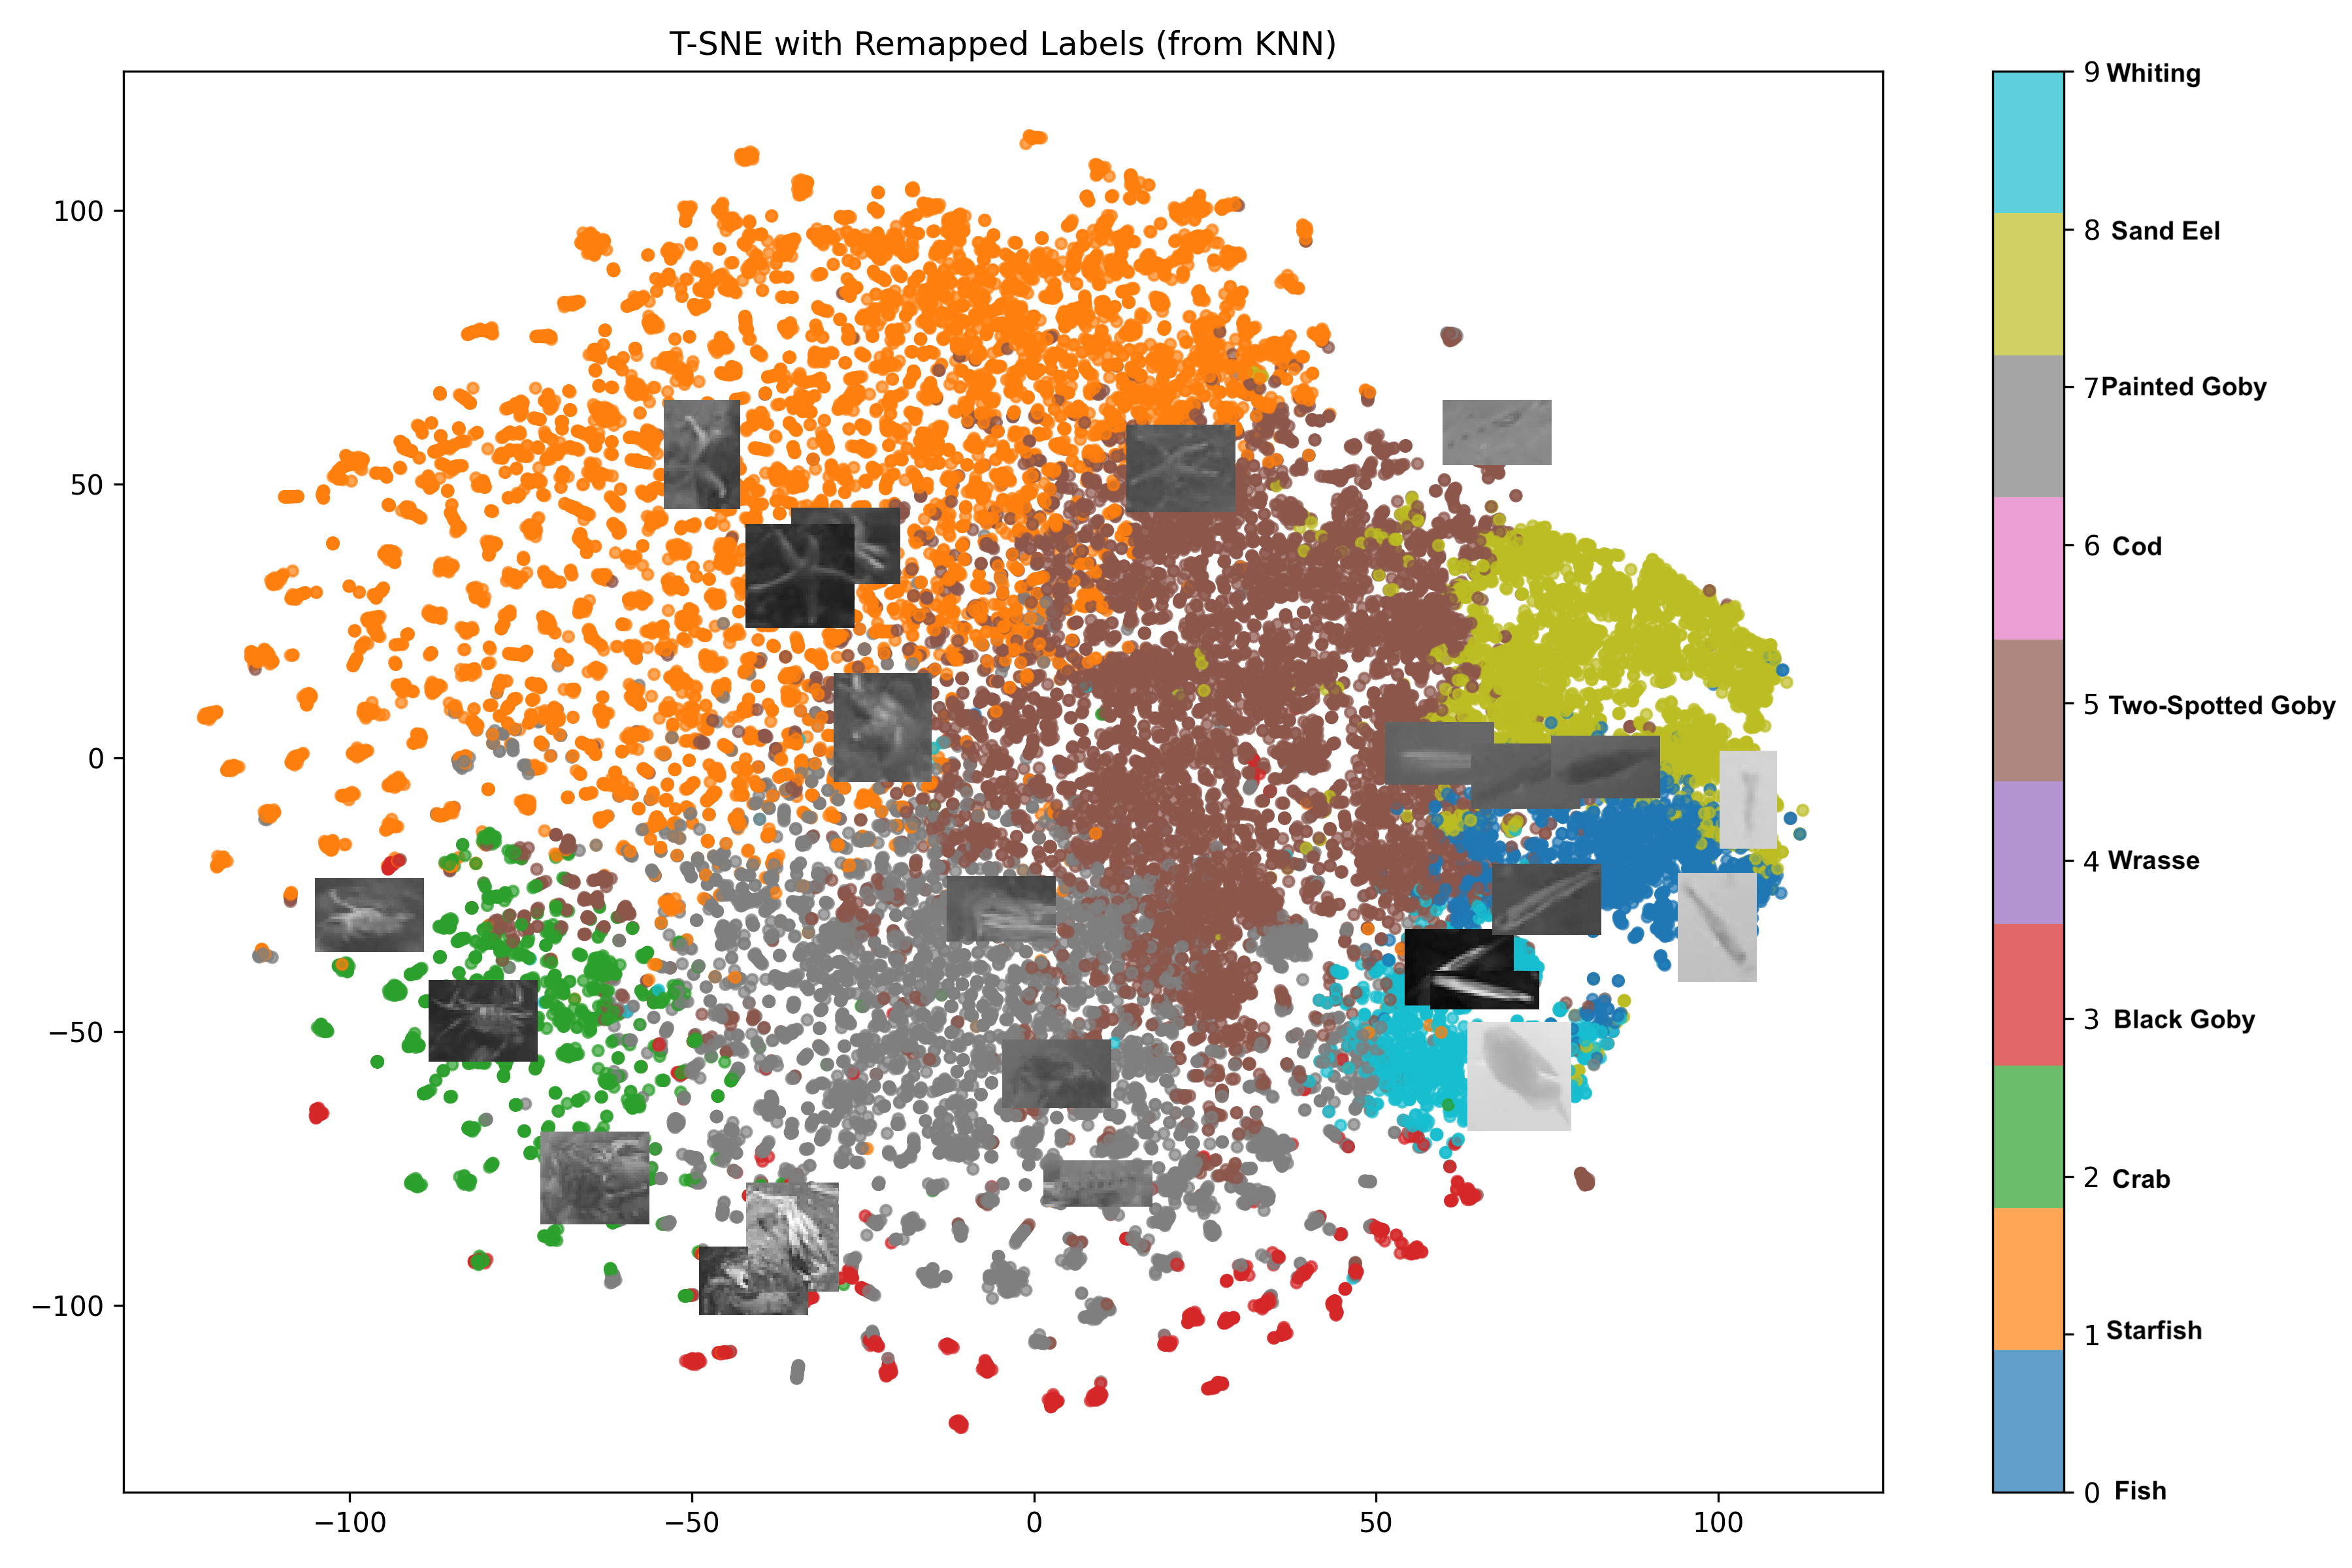 T-SNE with Remapped Labels (from KNN)
100
50
0
−50
−100
−100
−50
0
50
100
9 Whiting
8 Sand Eel
7 Painted Goby
6 Cod
5 Two-Spotted Goby
4 Wrasse
3 Black Goby
2 Crab
1 Starfish
0 Fish